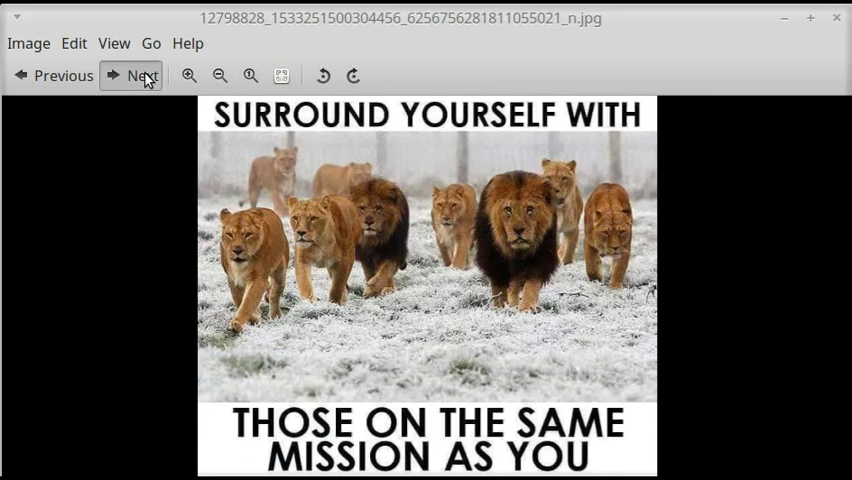 12798828_1533251500304456_6256756281811055021_n.jpg
Image Edit View Go Help
Previous Next
SURROUND YOURSELF WITH
THOSE ON THE SAME
MISSION AS YOU